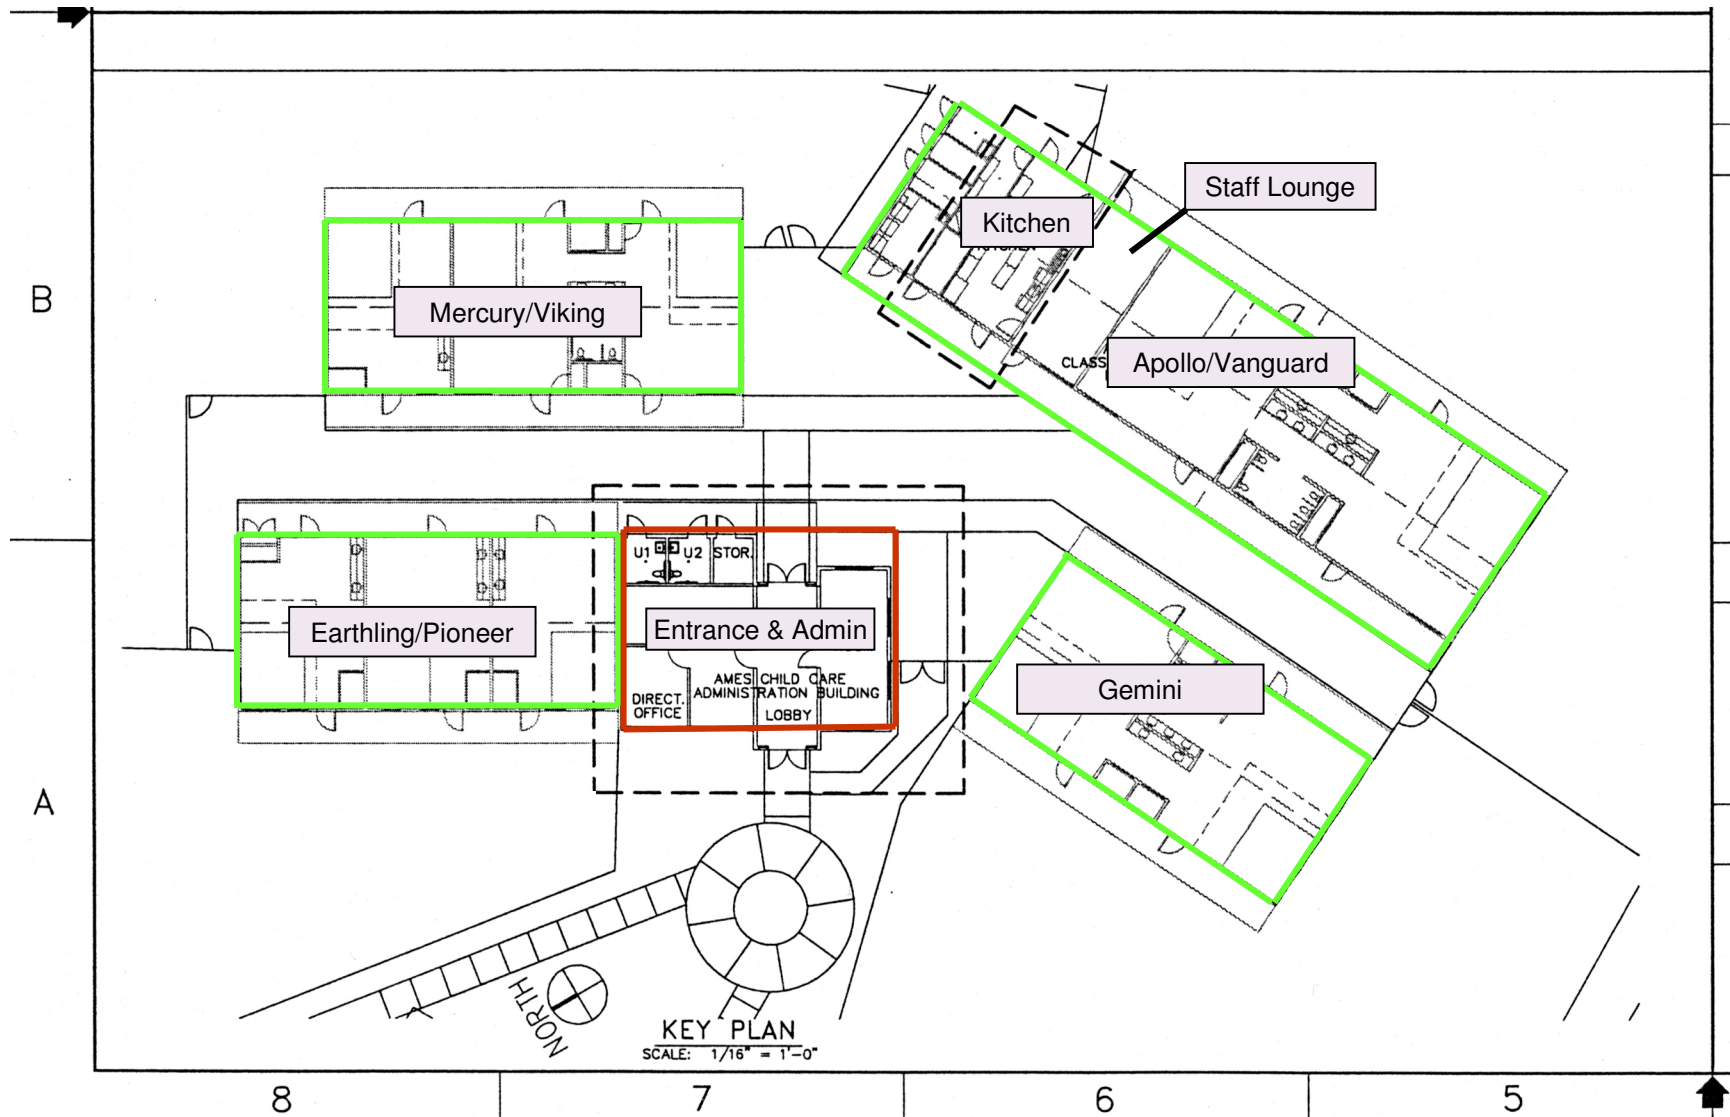 Staff Lounge
Kitchen
KITCHEN
B
Mercury/Viking
CLASS
Apollo/Vanguard
U1
U2
STOR.
Earthling/Pioneer
Entrance & Admin
AMES CHILD CARE
ADMINISTRATION BUILDING
DIRECT.
OFFICE
LOBBY
Gemini
A
NORTH
KEY PLAN
SCALE: 1/16" = 1'-0"
8
7
6
5